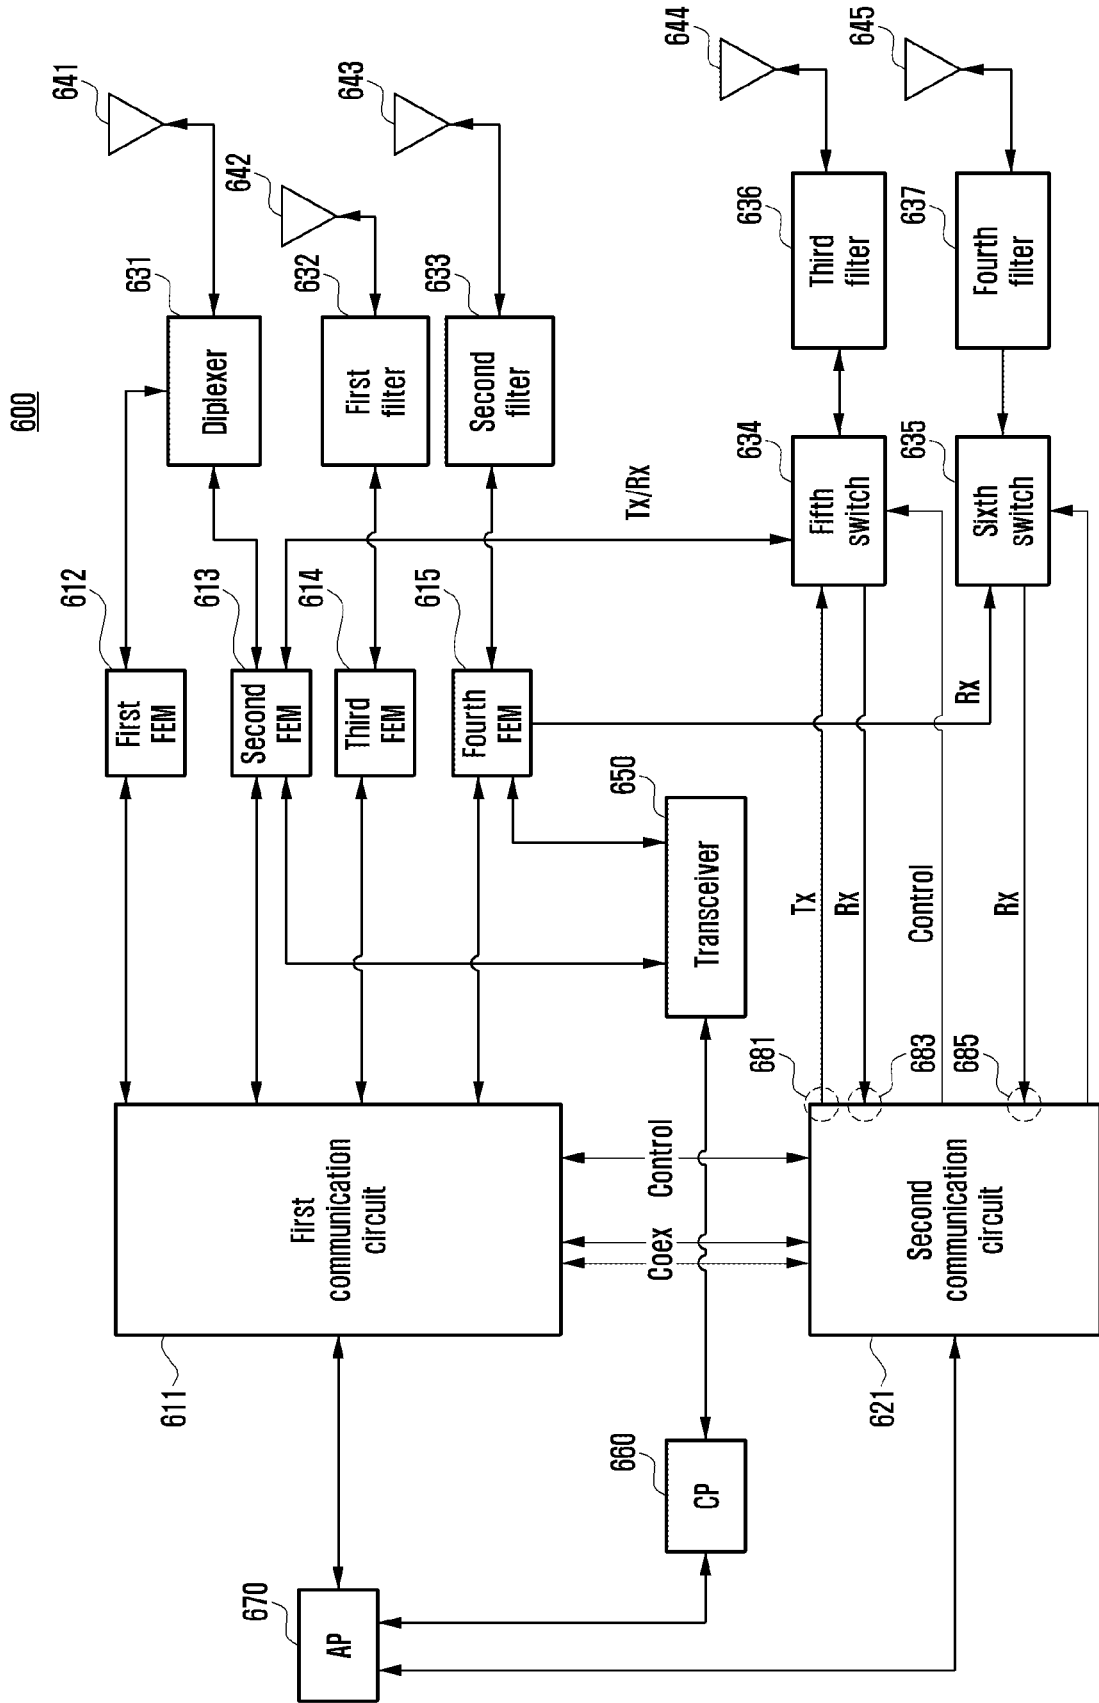 600
641
642
643
644
645
631
Diplexer
632
First
filter
633
Second
filter
636
Third
filter
637
Fourth
filter
634
Fifth
switch
635
Sixth
switch
Tx/Rx
612
First
FEM
613
Second
FEM
614
Third
FEM
615
Fourth
FEM
Rx
650
Transceiver
Tx
Rx
Control
Rx
681
683
685
First
communication
circuit
611
Control
Coex
Second
communication
circuit
621
660
CP
670
AP